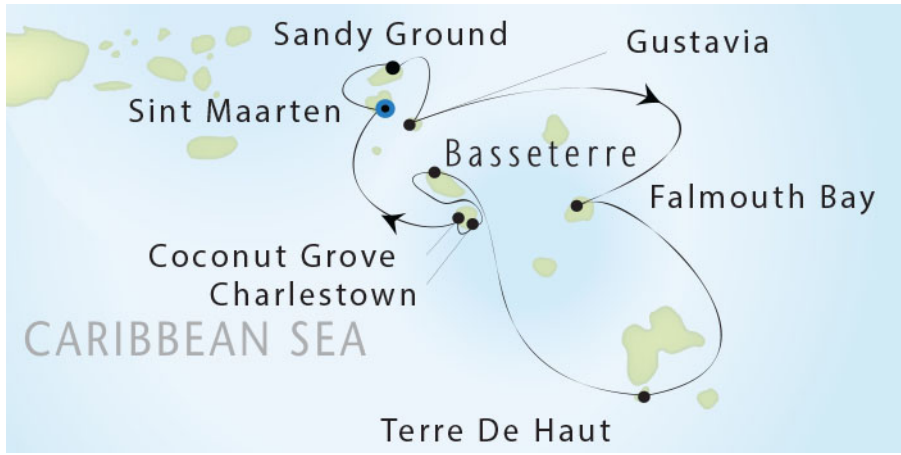 Sandy Ground
Gustavia
Sint Maarten
Basseterre
Falmouth Bay
Coconut Grove
Charlestown
CARIBBEAN SEA
Terre De Haut